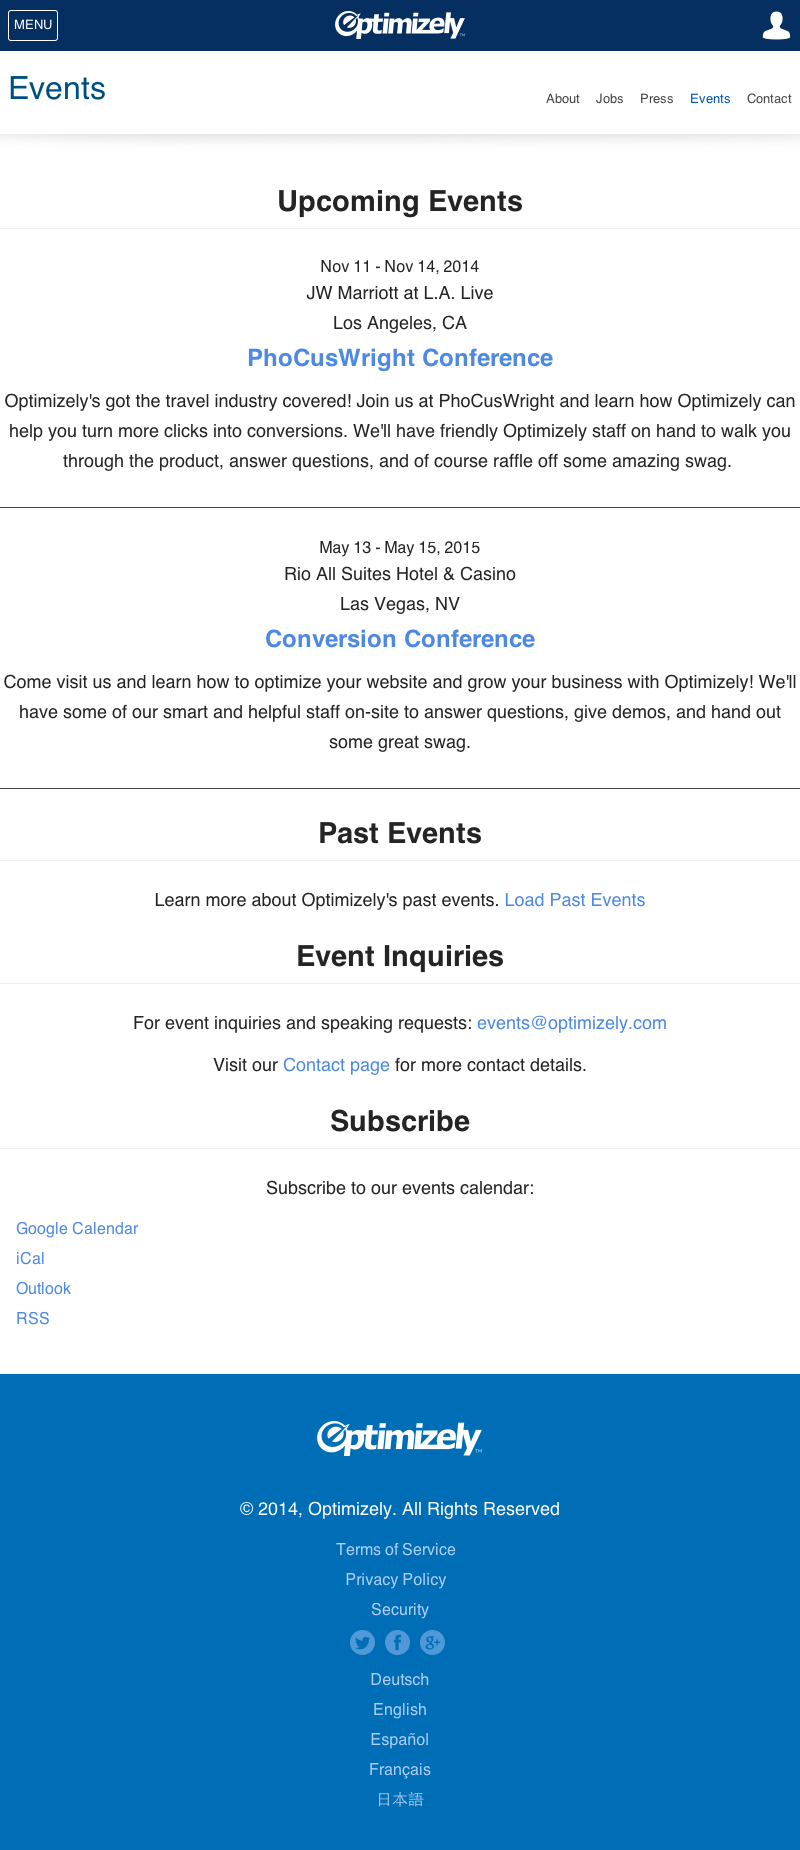 MENU
Optimizely
Events
About Jobs Press Events Contact
Upcoming Events
Nov 11 - Nov 14, 2014
JW Marriott at L.A. Live
Los Angeles, CA
PhoCusWright Conference
Optimizely's got the travel industry covered! Join us at PhoCusWright and learn how Optimizely can
help you turn more clicks into conversions. We'll have friendly Optimizely staff on hand to walk you
through the product, answer questions, and of course raffle off some amazing swag.
May 13 - May 15, 2015
Rio All Suites Hotel & Casino
Las Vegas, NV
Conversion Conference
Come visit us and learn how to optimize your website and grow your business with Optimizely! We'll
have some of our smart and helpful staff on-site to answer questions, give demos, and hand out
some great swag.
Past Events
Learn more about Optimizely's past events. Load Past Events
Event Inquiries
For event inquiries and speaking requests: events@optimizely.com
Visit our Contact page for more contact details.
Subscribe
Subscribe to our events calendar:
Google Calendar
iCal
Outlook
RSS
Optimizely
© 2014, Optimizely. All Rights Reserved
Terms of Service
Privacy Policy
Security
Deutsch
English
Español
Français
日本語